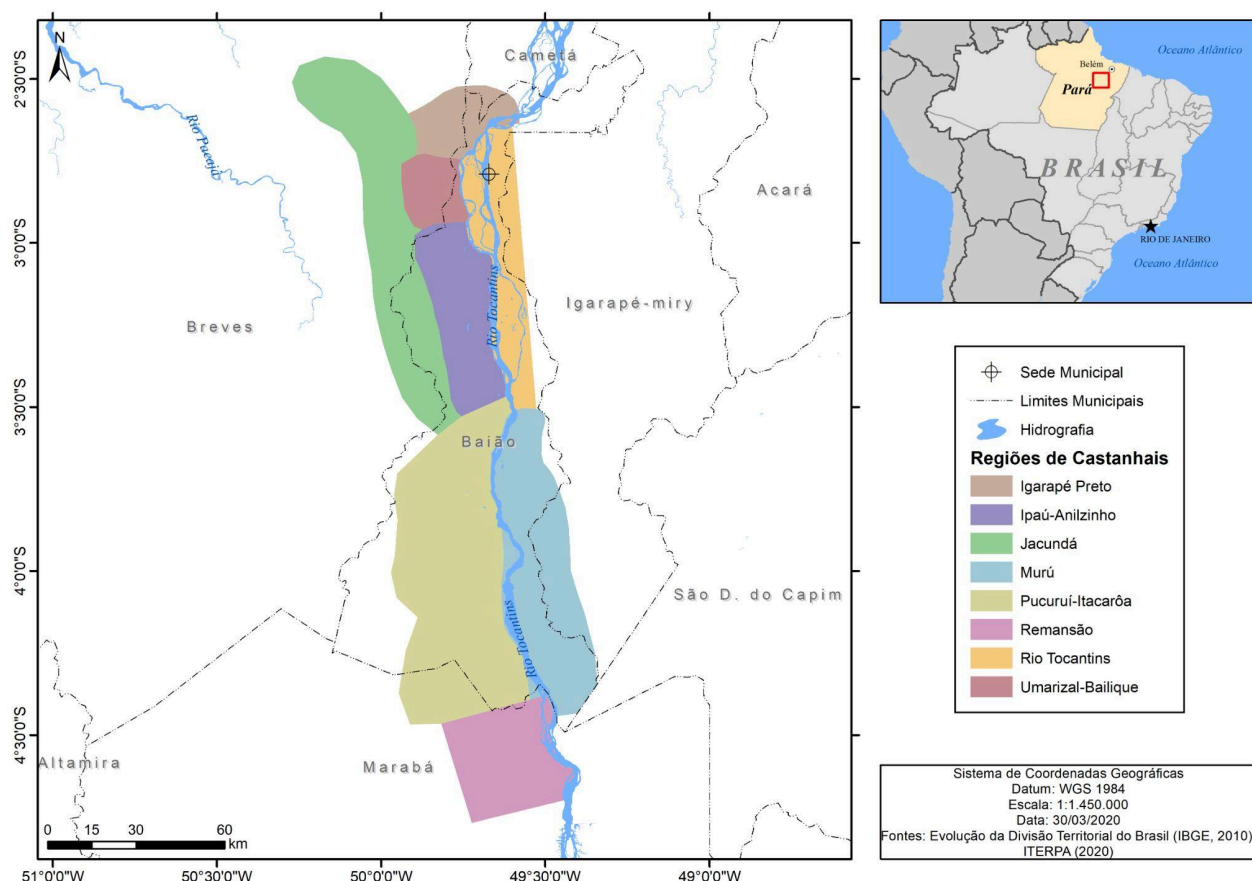 N
Cametá
Rio Pacajá
Acará
Igarapé-miry
Breves
Rio Tocantins
Baião
São D. do Capim
Rio Tocantins
Altamira
Marabá
2°30'0"S
3°0'0"S
3°30'0"S
4°0'0"S
4°30'0"S
0 15 30 60
km
51°0'0"W 50°30'0"W 50°0'0"W 49°30'0"W 49°0'0"W
Oceano Atlântico
Belém
Pará
BRASIL
RIO DE JANEIRO
Oceano Atlântico
Sede Municipal
Limites Municipais
Hidrografia
Regiões de Castanhais
Igarapé Preto
Ipaú-Anilzinho
Jacundá
Murú
Pucuruí-Itacarôa
Remansão
Rio Tocantins
Umarizal-Bailique
Sistema de Coordenadas Geográficas
Datum: WGS 1984
Escala: 1:1.450.000
Data: 30/03/2020
Fontes: Evolução da Divisão Territorial do Brasil (IBGE, 2010)
ITERPA (2020)